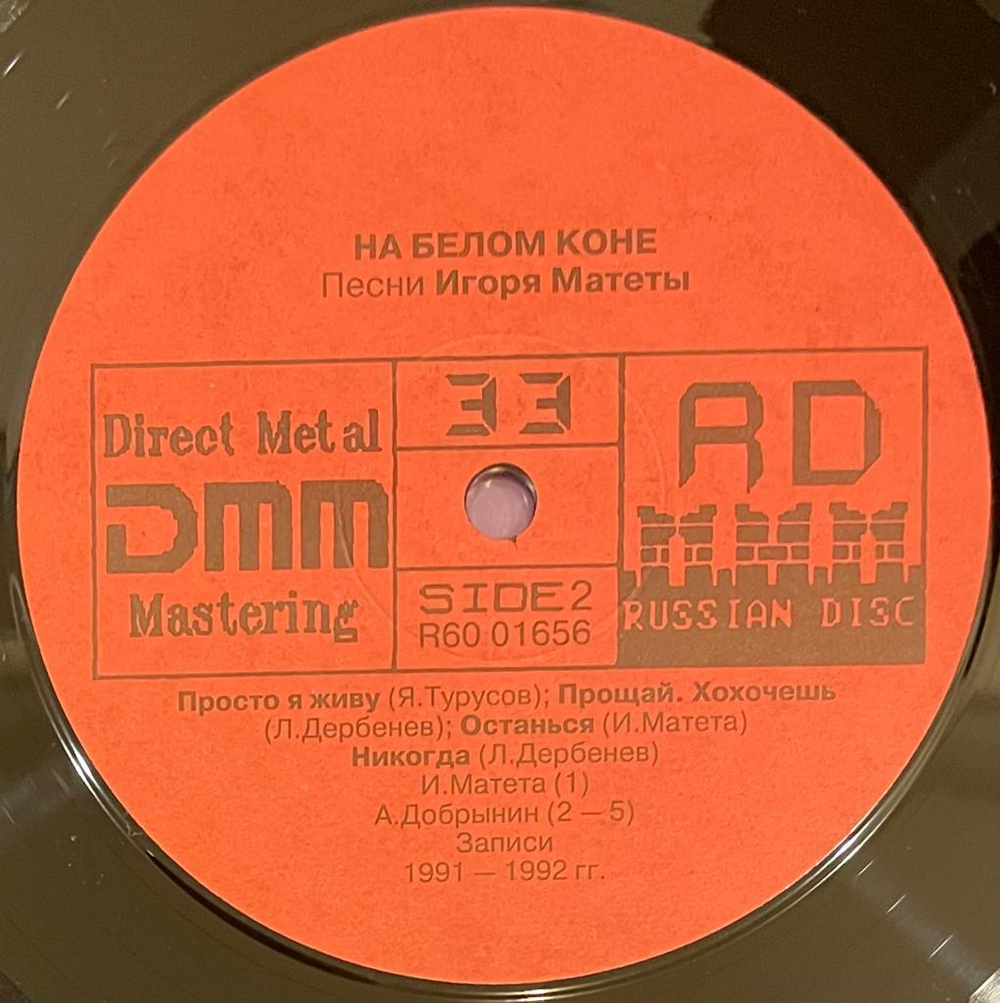 НА БЕЛОМ КОНЕ
Песни Игоря Матеты
Direct Metal
DMM
Mastering
33
SIDE 2
R60 01656
RD
RUSSIAN DISC
Просто я живу (Я.Турусов); Прощай. Хохочешь
(Л.Дербенев); Останься (И.Матета)
Никогда (Л.Дербенев)
И.Матета (1)
А.Добрынин (2 — 5)
Записи
1991 — 1992 гг.